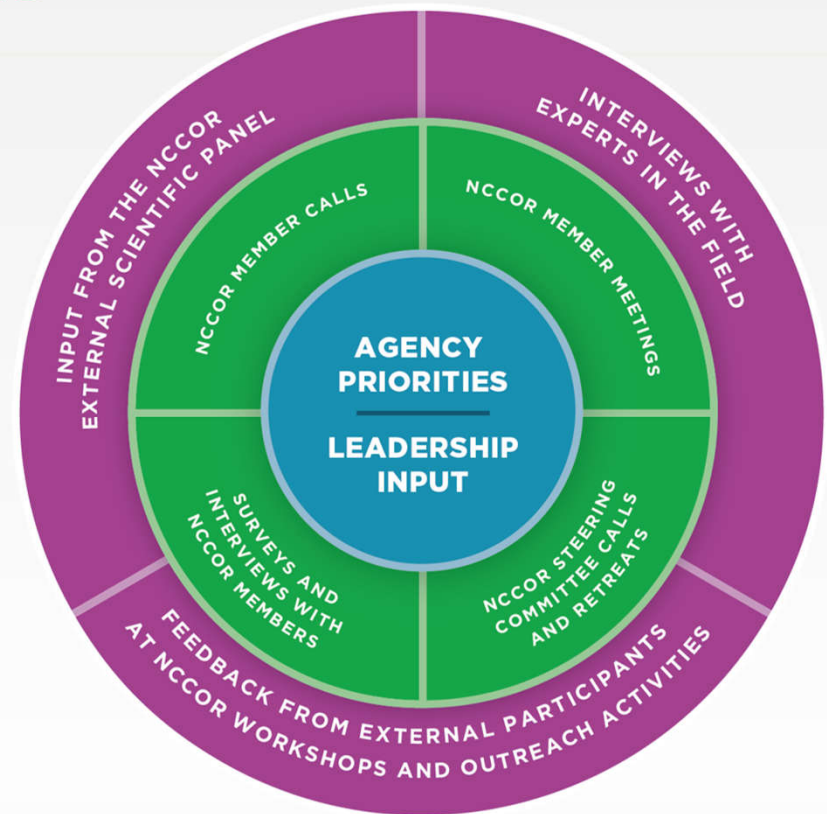 INPUT FROM THE NCCOR
EXTERNAL SCIENTIFIC PANEL
INTERVIEWS WITH
EXPERTS IN THE FIELD
NCCOR MEMBER CALLS
NCCOR MEMBER MEETINGS
AGENCY
PRIORITIES
LEADERSHIP
INPUT
SURVEYS AND
INTERVIEWS WITH
NCCOR MEMBERS
NCCOR STEERING
COMMITTEE CALLS
AND RETREATS
FEEDBACK FROM EXTERNAL PARTICIPANTS
AT NCCOR WORKSHOPS AND OUTREACH ACTIVITIES